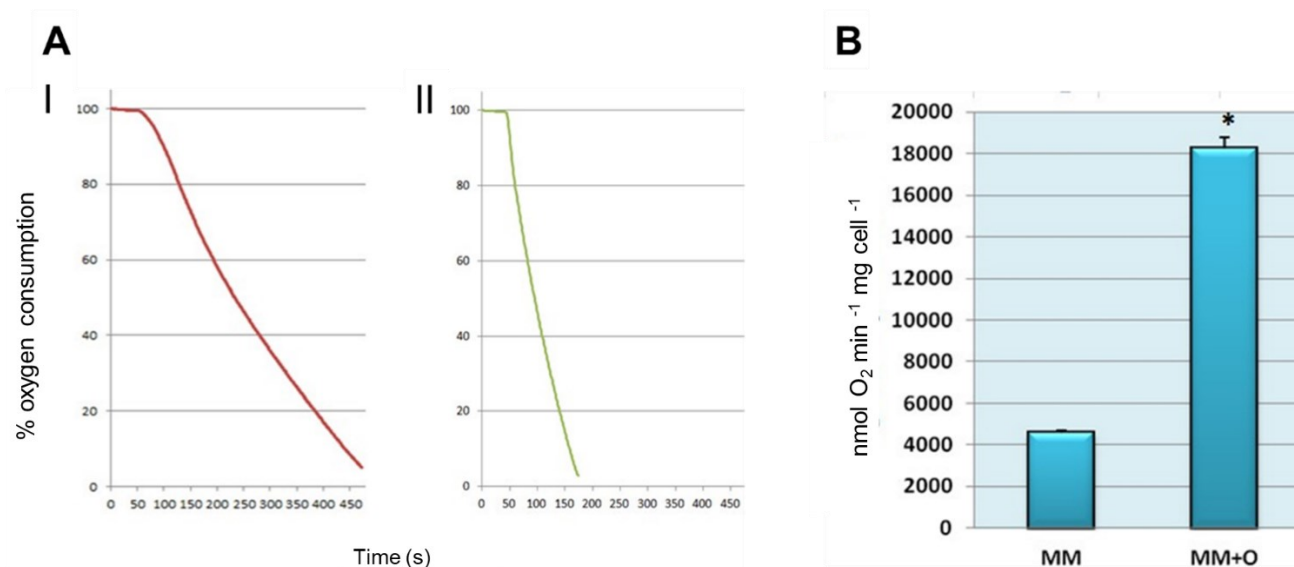 A
B
I
II
% oxygen consumption
100
80
60
40
20
0
0 50 100 150 200 250 300 350 400 450
100
80
60
40
20
0
0 50 100 150 200 250 300 350 400 450
Time (s)
nmol O₂ min ⁻¹ mg cell ⁻¹
20000
18000
16000
14000
12000
10000
8000
6000
4000
2000
0
*
MM MM+O